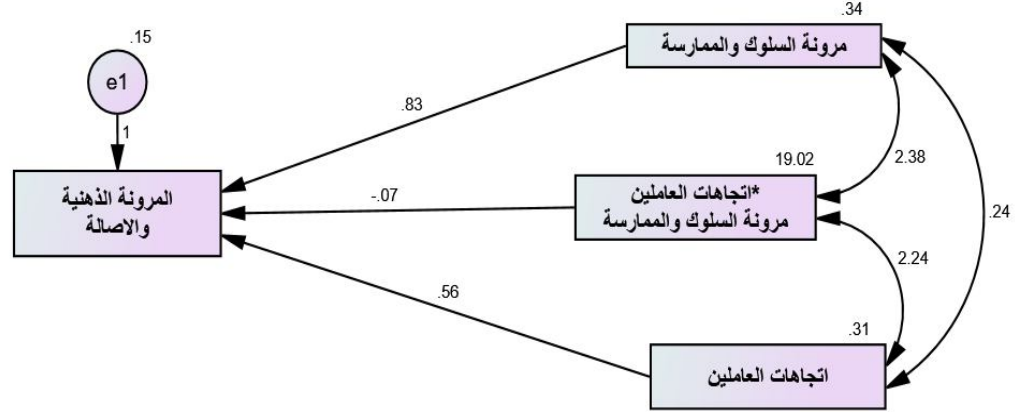 .34
مرونة السلوك والممارسة
.15
e1
1
.83
2.38
19.02
*اتجاهات العاملين
مرونة السلوك والممارسة
-.07
المرونة الذهنية
والاصالة
.24
2.24
.56
.31
اتجاهات العاملين